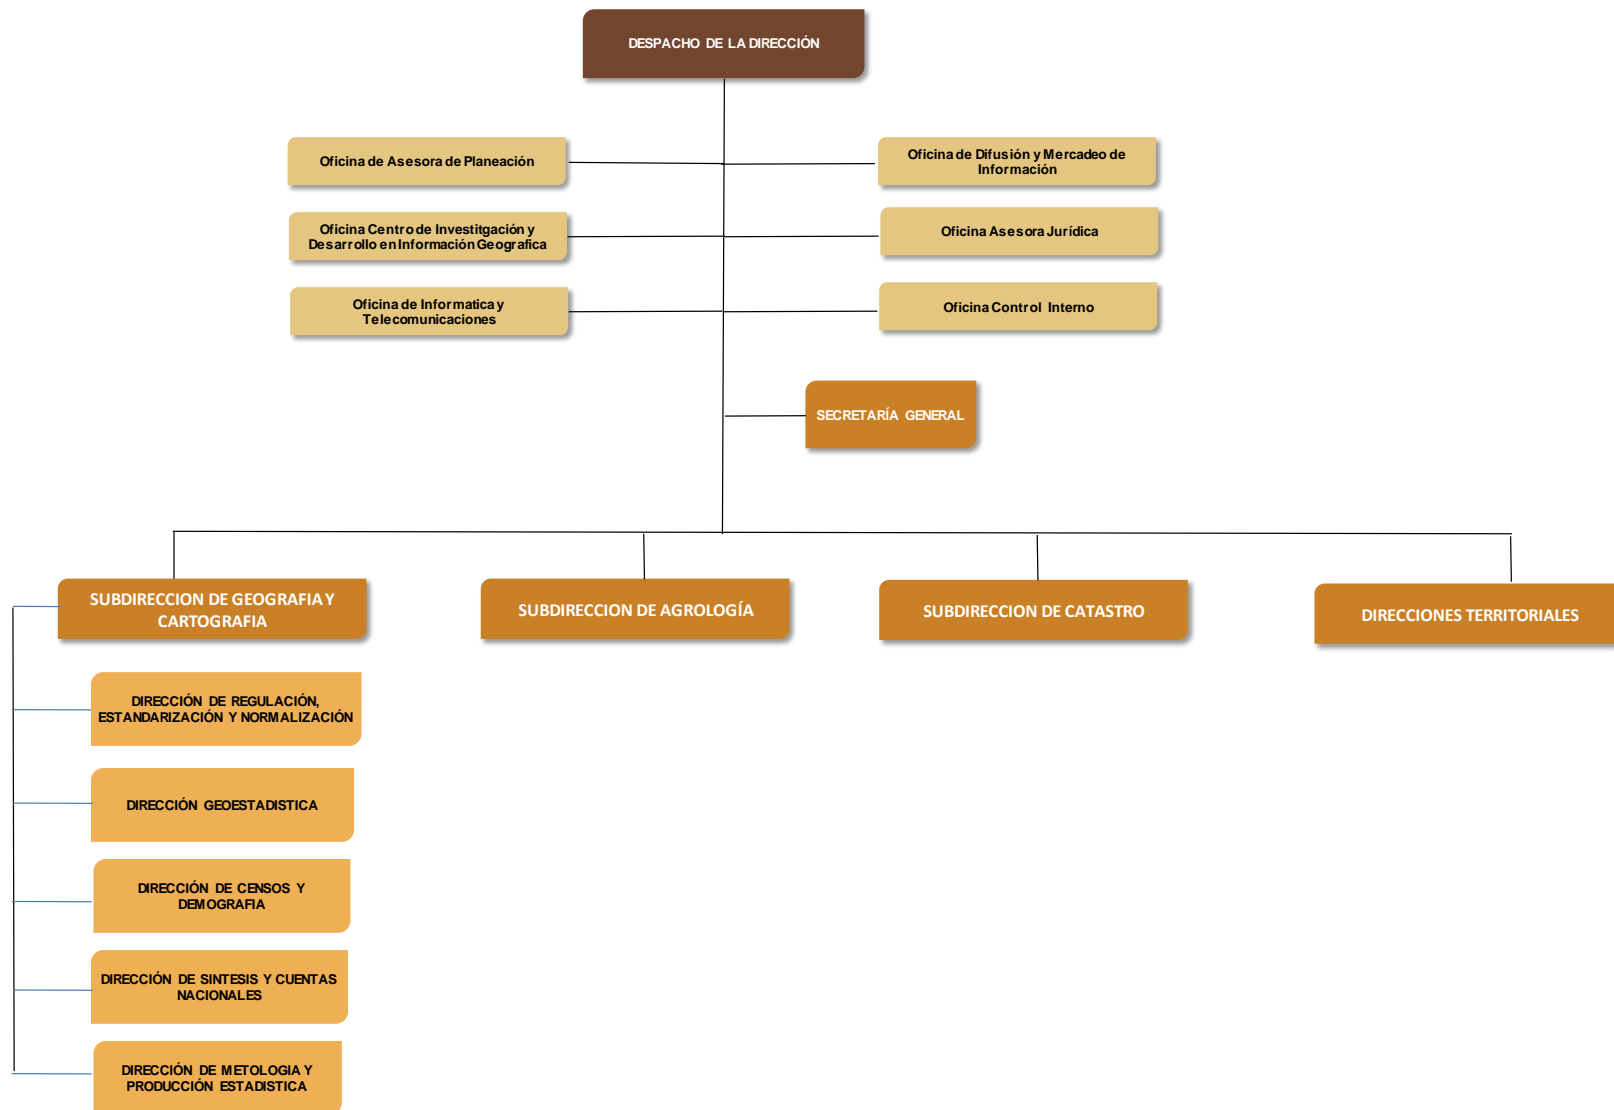 DESPACHO DE LA DIRECCIÓN
Oficina de Asesora de Planeación
Oficina de Difusión y Mercadeo de
Información
Oficina Centro de Investitgación y
Desarrollo en Información Geografica
Oficina Asesora Jurídica
Oficina de Informatica y
Telecomunicaciones
Oficina Control Interno
SECRETARÍA GENERAL
SUBDIRECCION DE GEOGRAFIA Y
CARTOGRAFIA
SUBDIRECCION DE AGROLOGÍA
SUBDIRECCION DE CATASTRO
DIRECCIONES TERRITORIALES
DIRECCIÓN DE REGULACIÓN,
ESTANDARIZACIÓN Y NORMALIZACIÓN
DIRECCIÓN GEOESTADISTICA
DIRECCIÓN DE CENSOS Y
DEMOGRAFIA
DIRECCIÓN DE SINTESIS Y CUENTAS
NACIONALES
DIRECCIÓN DE METOLOGIA Y
PRODUCCIÓN ESTADISTICA